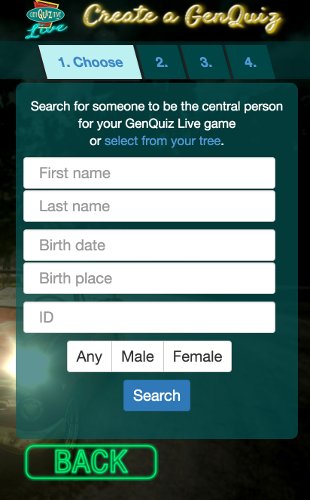 GENQUIZ LIVE
Live
Create a GenQuiz
1. Choose
2.
3.
4.
Search for someone to be the central person
for your GenQuiz Live game
or select from your tree.
First name
Last name
Birth date
Birth place
ID
Any
Male
Female
Search
BACK